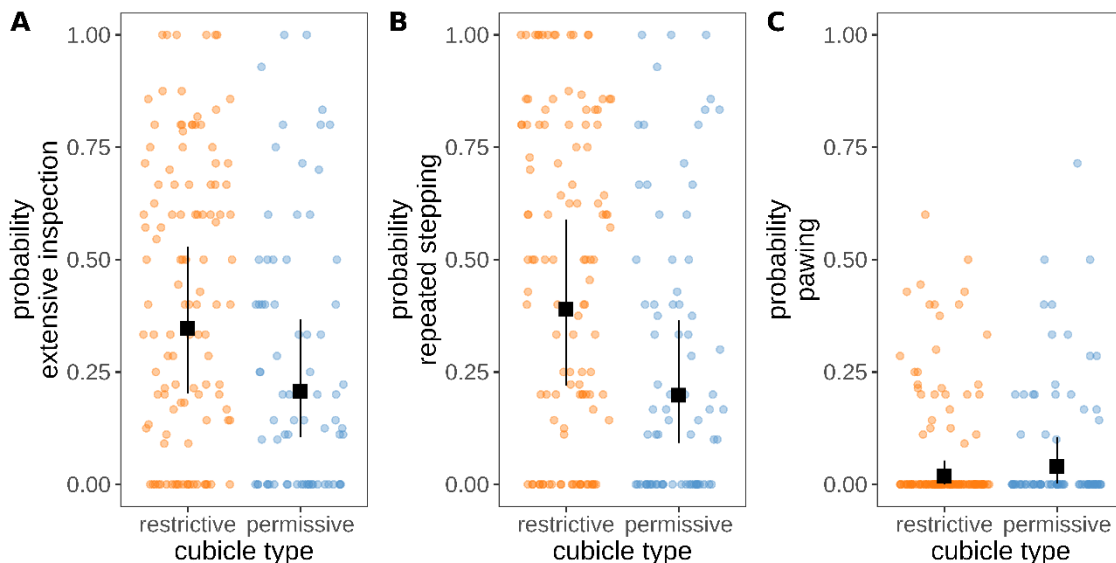 A
probability
extensive inspection
1.00
0.75
0.50
0.25
0.00
restrictive permissive
cubicle type
B
probability
repeated stepping
1.00
0.75
0.50
0.25
0.00
restrictive permissive
cubicle type
C
probability
pawing
1.00
0.75
0.50
0.25
0.00
restrictive permissive
cubicle type